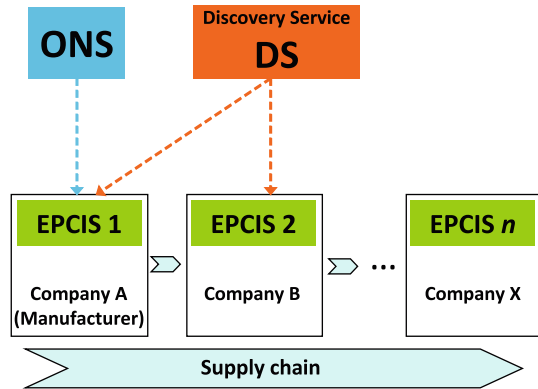 ONS
Discovery Service
DS
EPCIS 1
EPCIS 2
EPCIS n
Company A
(Manufacturer)
Company B
...
Company X
Supply chain